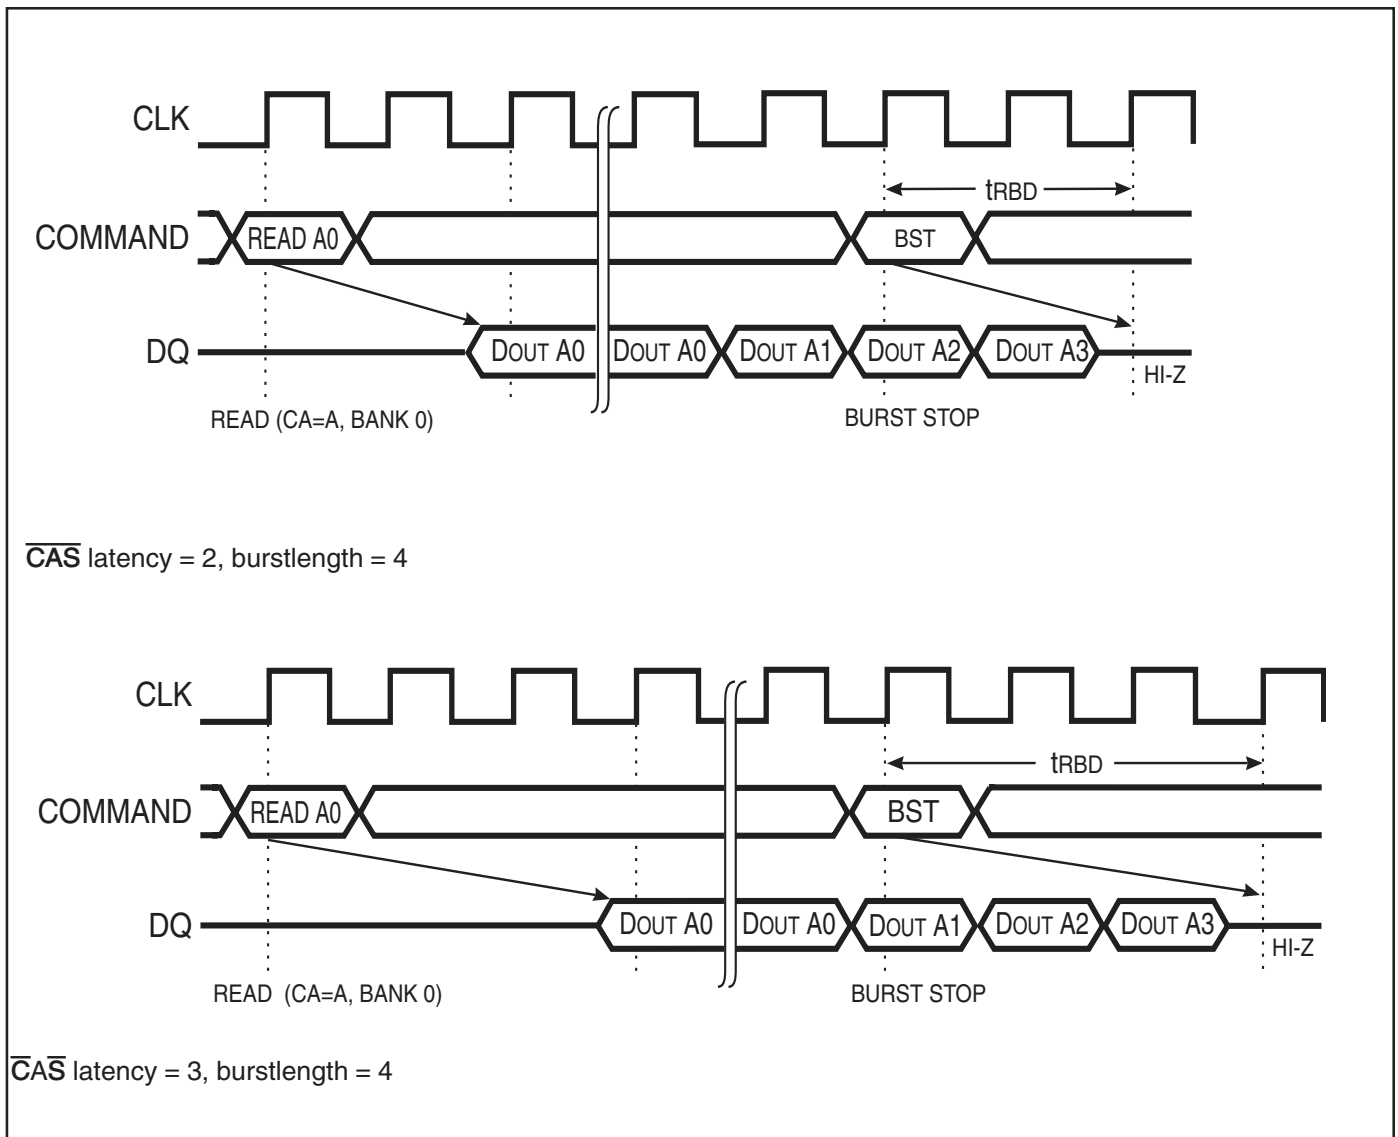 CLK
tRBD
COMMAND READ A0 BST
DQ DOUT A0 DOUT A0 DOUT A1 DOUT A2 DOUT A3
HI-Z
READ (CA=A, BANK 0) BURST STOP
CAS latency = 2, burstlength = 4
CLK
tRBD
COMMAND READ A0 BST
DQ DOUT A0 DOUT A0 DOUT A1 DOUT A2 DOUT A3
HI-Z
READ (CA=A, BANK 0) BURST STOP
CAS latency = 3, burstlength = 4